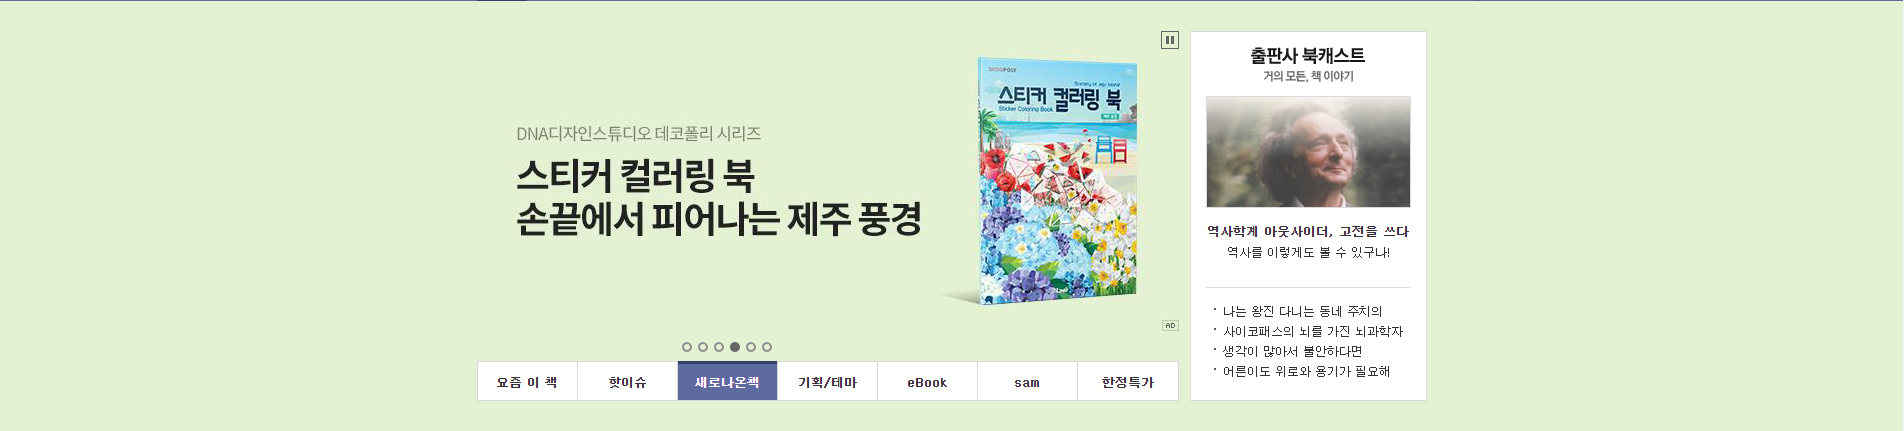 DNA디자인스튜디오 데코폴리 시리즈
스티커 컬러링 북
손끝에서 피어나는 제주 풍경
DECOPOLY
Scenery of Jeju Island
스티커 컬러링 북
Sticker Coloring Book
AD
요즘 이 책
핫이슈
새로나온책
기획/테마
eBook
sam
한정특가
출판사 북캐스트
거의 모든, 책 이야기
역사학계 아웃사이더, 고전을 쓰다
역사를 이렇게도 볼 수 있구나!
· 나는 왕진 다니는 동네 주치의
· 사이코패스의 뇌를 가진 뇌과학자
· 생각이 많아서 불안하다면
· 어른이도 위로와 용기가 필요해